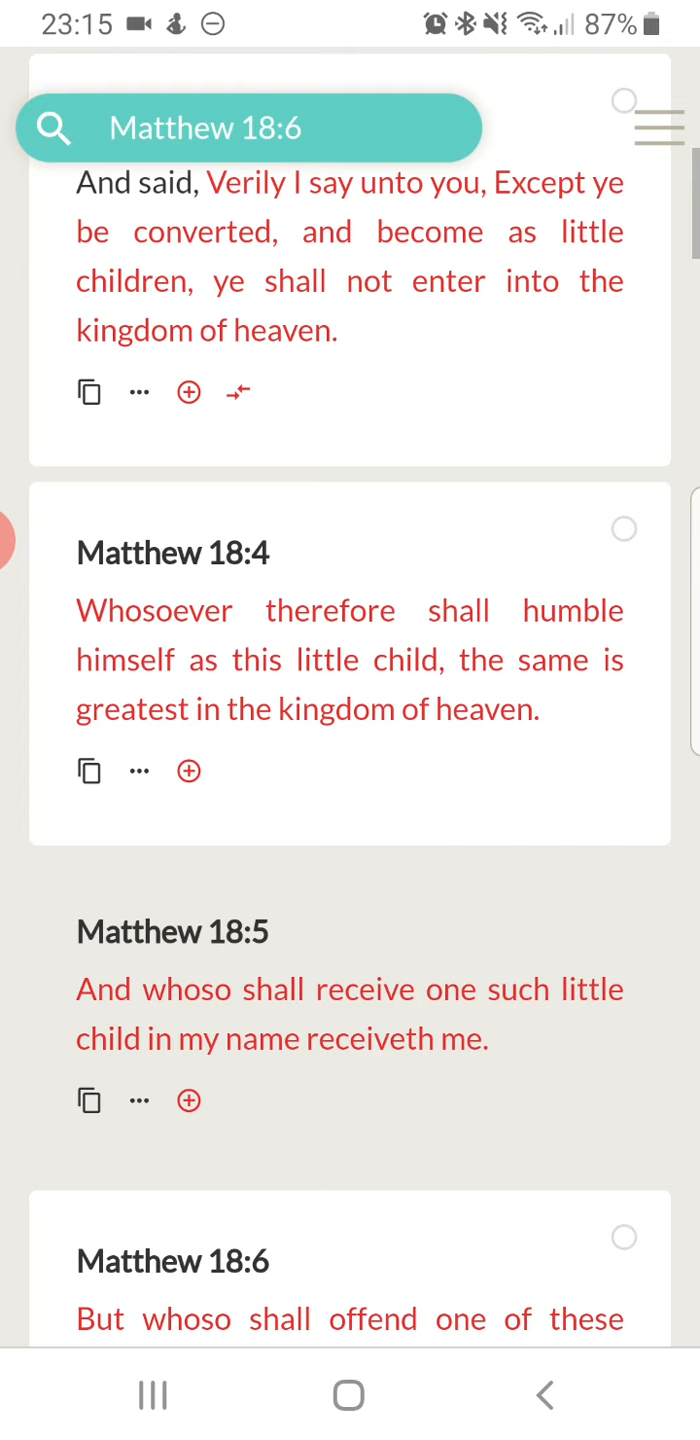 23:15
87%
Matthew 18:6
And said, Verily I say unto you, Except ye
be converted, and become as little
children, ye shall not enter into the
kingdom of heaven.
Matthew 18:4
Whosoever therefore shall humble
himself as this little child, the same is
greatest in the kingdom of heaven.
Matthew 18:5
And whoso shall receive one such little
child in my name receiveth me.
Matthew 18:6
But whoso shall offend one of these